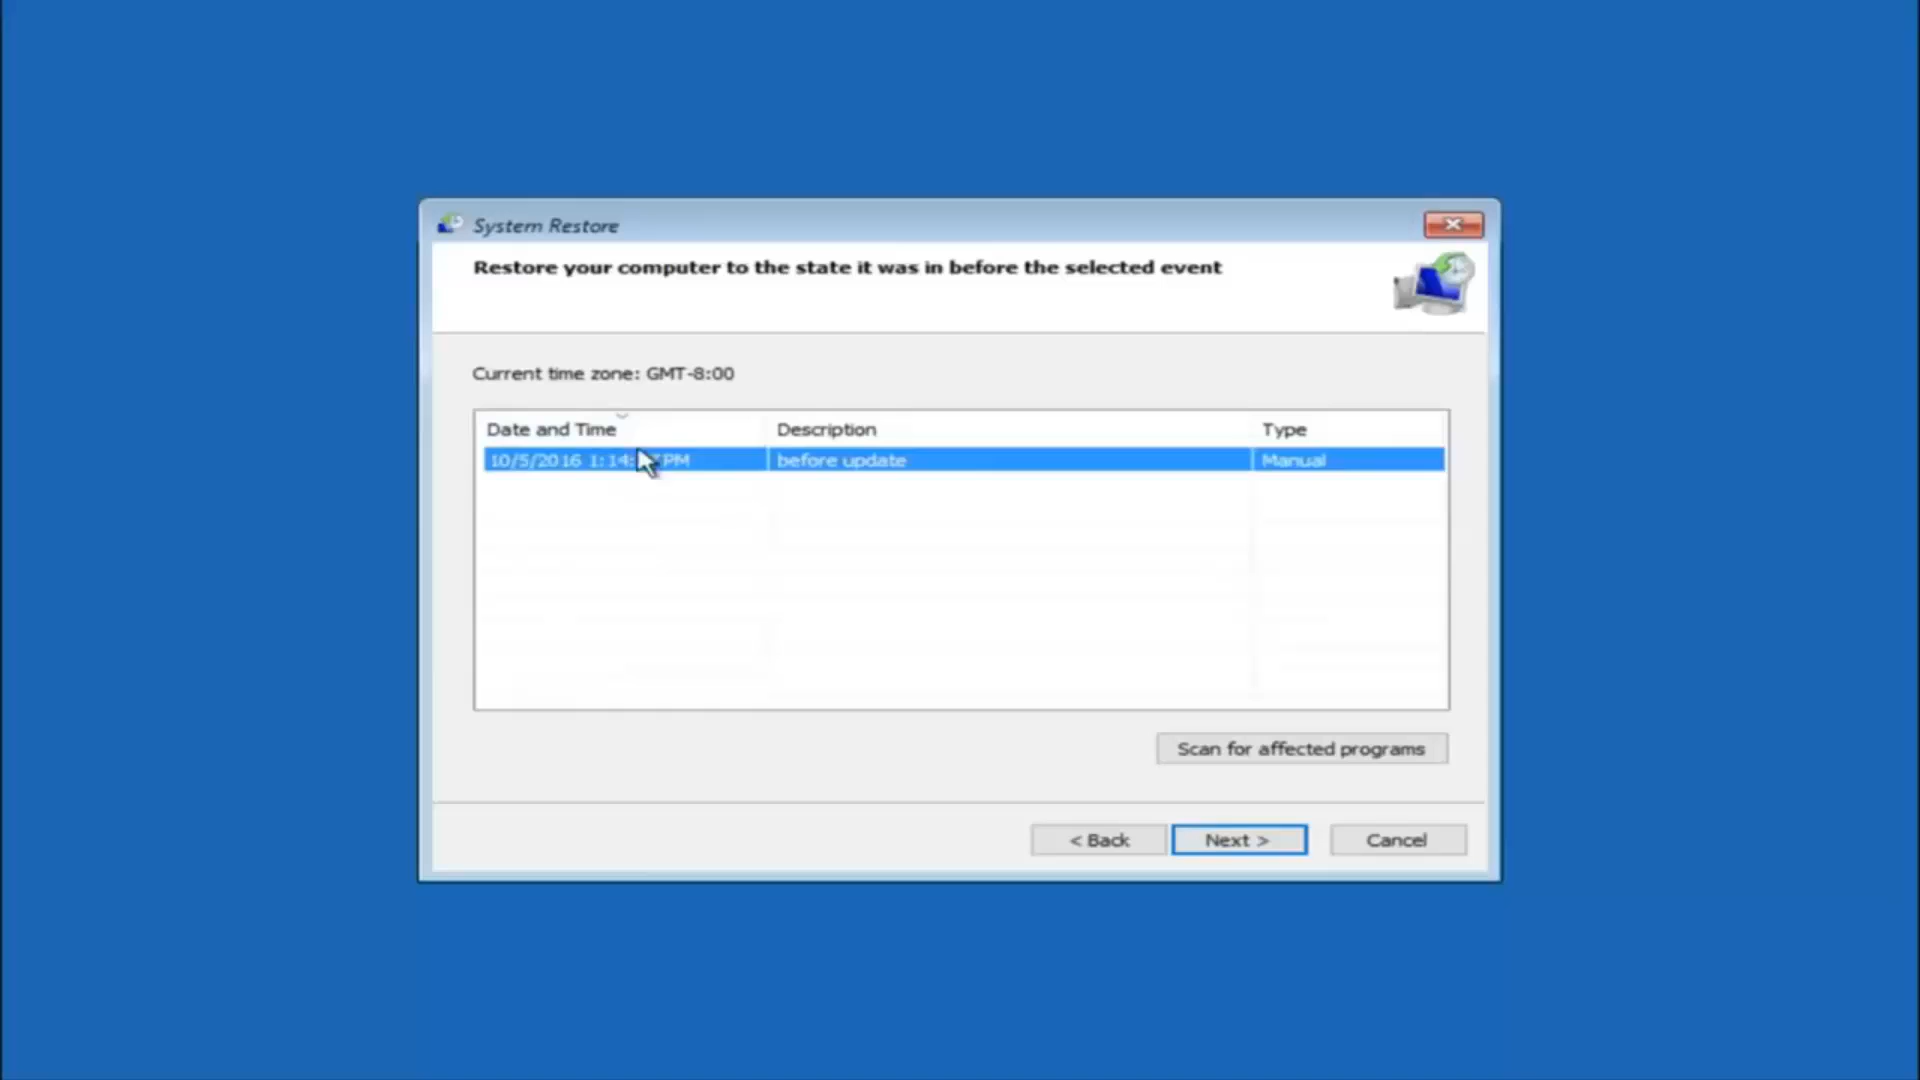 System Restore
Restore your computer to the state it was in before the selected event
Current time zone: GMT-8:00
Date and Time Description Type
10/5/2016 PM before update Manual
Scan for affected programs
< Back Next > Cancel